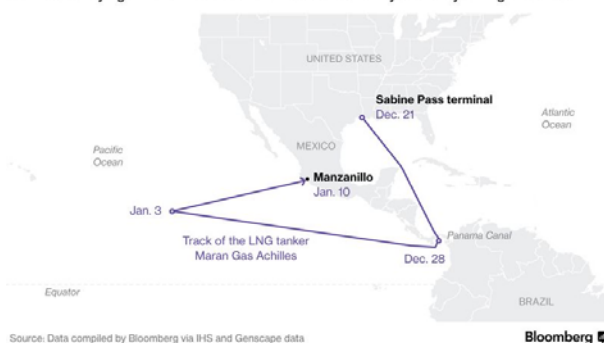 UNITED STATES
Sabine Pass terminal
Dec. 21
Atlantic
Ocean
Pacific
Ocean
MEXICO
Manzanillo
Jan. 10
Jan. 3
Track of the LNG tanker
Maran Gas Achilles
Panama Canal
Dec. 28
Equator
BRAZIL
Source: Data compiled by Bloomberg via IHS and Genscape data
Bloomberg